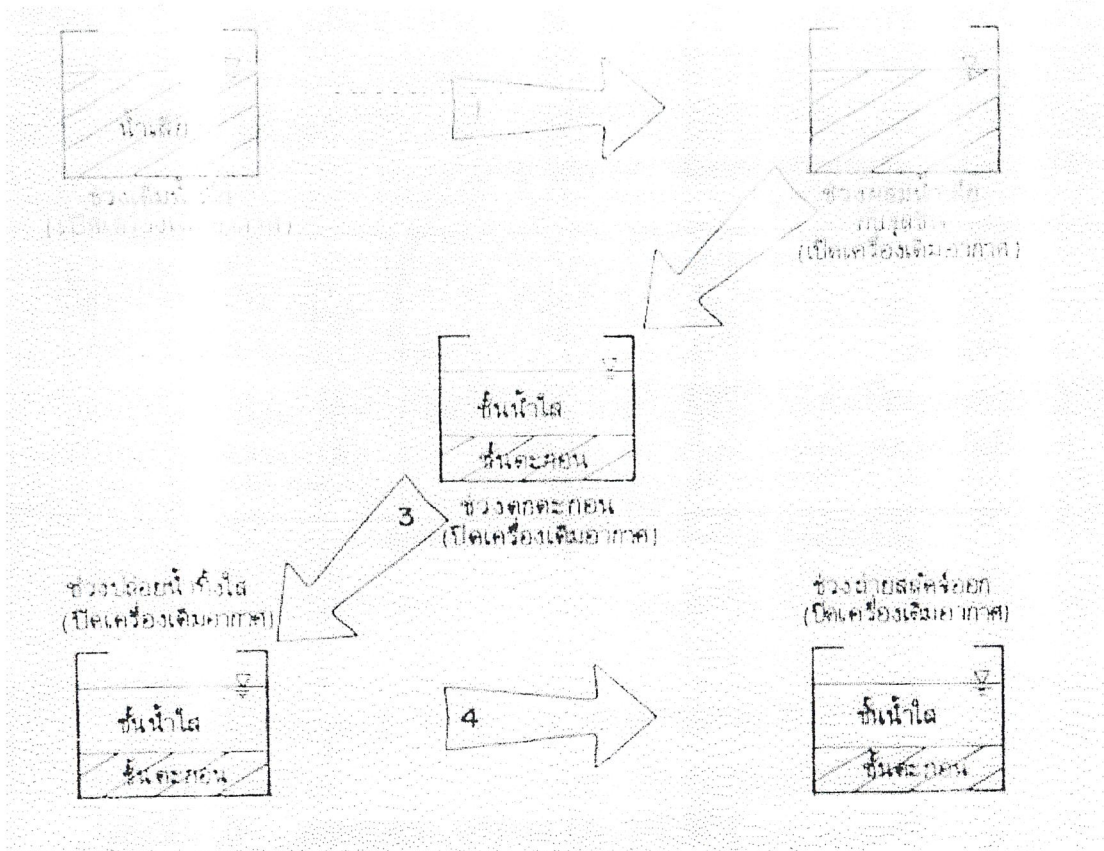 น้ำเสีย
1
(เปิดเครื่องเติมอากาศ)
ชั้นน้ำใส
ชั้นตะกอน
ช่วงตกตะกอน
(ปิดเครื่องเติมอากาศ)
3
ช่วงปล่อยน้ำทิ้งใส
(ปิดเครื่องเติมอากาศ)
ชั้นน้ำใส
ชั้นตะกอน
4
ช่วงถ่ายสลัดจ์ออก
(ปิดเครื่องเติมอากาศ)
ชั้นน้ำใส
ชั้นตะกอน